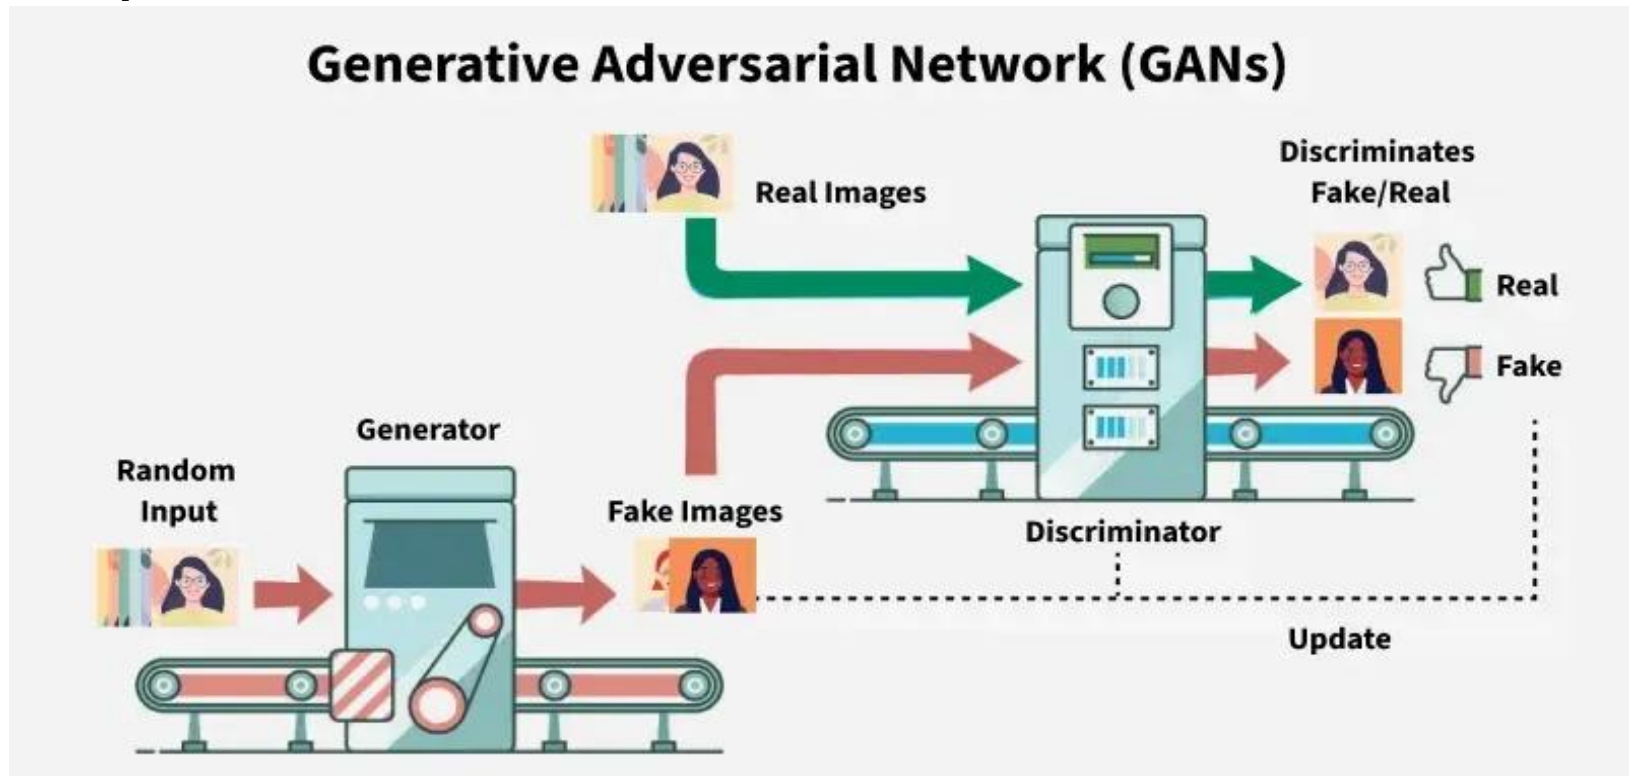 Generative Adversarial Network (GANs)
Real Images
Discriminates
Fake/Real
Real
Fake
Generator
Random
Input
Fake Images
Discriminator
Update